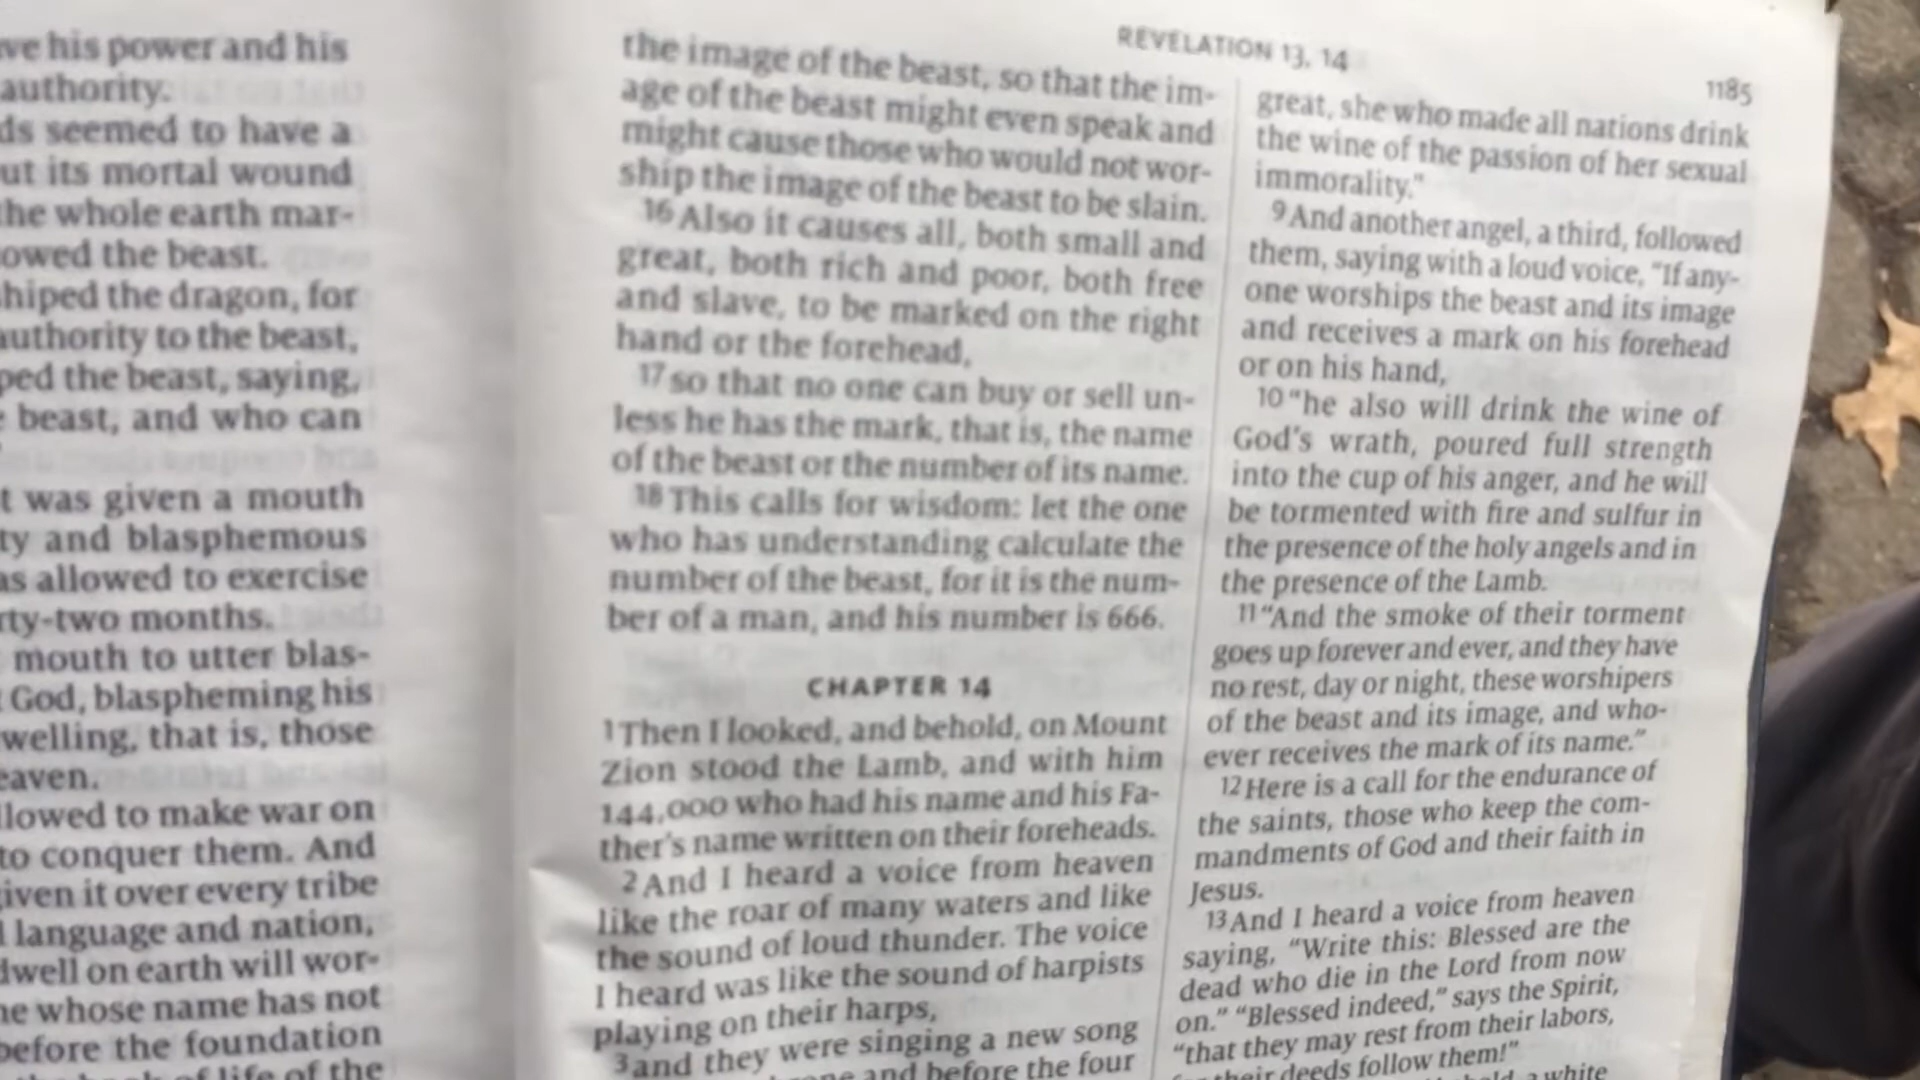 ve his power and his
authority.
ds seemed to have a
ut its mortal wound
the whole earth mar-
owed the beast.
hiped the dragon, for
authority to the beast,
ped the beast, saying,
beast, and who can
t was given a mouth
ty and blasphemous
as allowed to exercise
rty-two months.
mouth to utter blas-
God, blaspheming his
welling, that is, those
eaven.
llowed to make war on
to conquer them. And
given it over every tribe
language and nation,
dwell on earth will wor-
ne whose name has not
before the foundation
of life of the
REVELATION 13, 14
1185
the image of the beast, so that the im-
age of the beast might even speak and
might cause those who would not wor-
ship the image of the beast to be slain.
16 Also it causes all, both small and
great, both rich and poor, both free
and slave, to be marked on the right
hand or the forehead,
17 so that no one can buy or sell un-
less he has the mark, that is, the name
of the beast or the number of its name.
18 This calls for wisdom: let the one
who has understanding calculate the
number of the beast, for it is the num-
ber of a man, and his number is 666.
CHAPTER 14
1 Then I looked, and behold, on Mount
Zion stood the Lamb, and with him
144,000 who had his name and his Fa-
ther's name written on their foreheads.
2 And I heard a voice from heaven
like the roar of many waters and like
the sound of loud thunder. The voice
I heard was like the sound of harpists
playing on their harps,
3 and they were singing a new song
and before the four
great, she who made all nations drink
the wine of the passion of her sexual
immorality."
9 And another angel, a third, followed
them, saying with a loud voice, "If any-
one worships the beast and its image
and receives a mark on his forehead
or on his hand,
10 "he also will drink the wine of
God's wrath, poured full strength
into the cup of his anger, and he will
be tormented with fire and sulfur in
the presence of the holy angels and in
the presence of the Lamb.
11 "And the smoke of their torment
goes up forever and ever, and they have
no rest, day or night, these worshipers
of the beast and its image, and who-
ever receives the mark of its name."
12 Here is a call for the endurance of
the saints, those who keep the com-
mandments of God and their faith in
Jesus.
13 And I heard a voice from heaven
saying, "Write this: Blessed are the
dead who die in the Lord from now
on." "Blessed indeed," says the Spirit,
"that they may rest from their labors,
their deeds follow them!"
a white